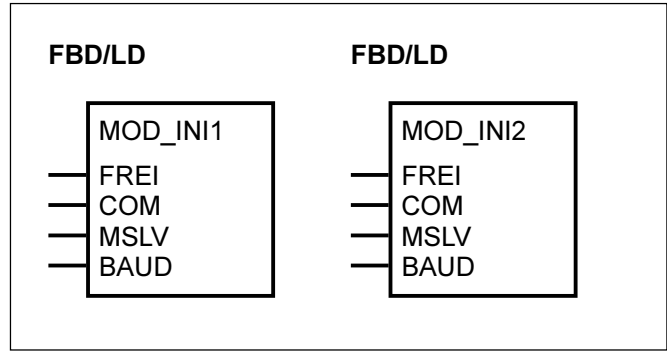 FBD/LD
MOD_INI1
FREI
COM
MSLV
BAUD
FBD/LD
MOD_INI2
FREI
COM
MSLV
BAUD